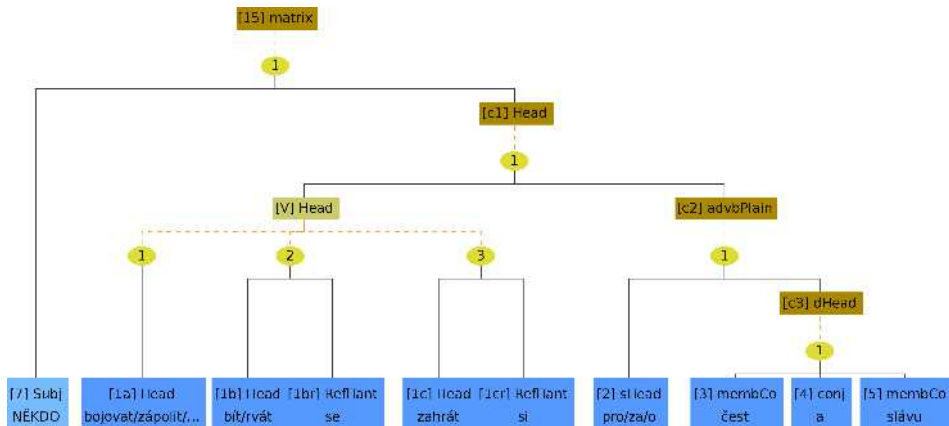 [15] matrix
1
[c1] Head
1
[V] Head
[c2] advbPlain
1
2
3
1
[c3] dHead
1
[7] Subj
[1a] Head
[1b] Head
[1br] ReflTant
[1c] Head
[1cr] ReflTant
[2] sHead
[3] membCo
[4] conj
[5] membCo
NĚKDO
bojovat/zápolit/...
bít/rvát
se
zahrát
si
pro/za/o
čest
a
slávu